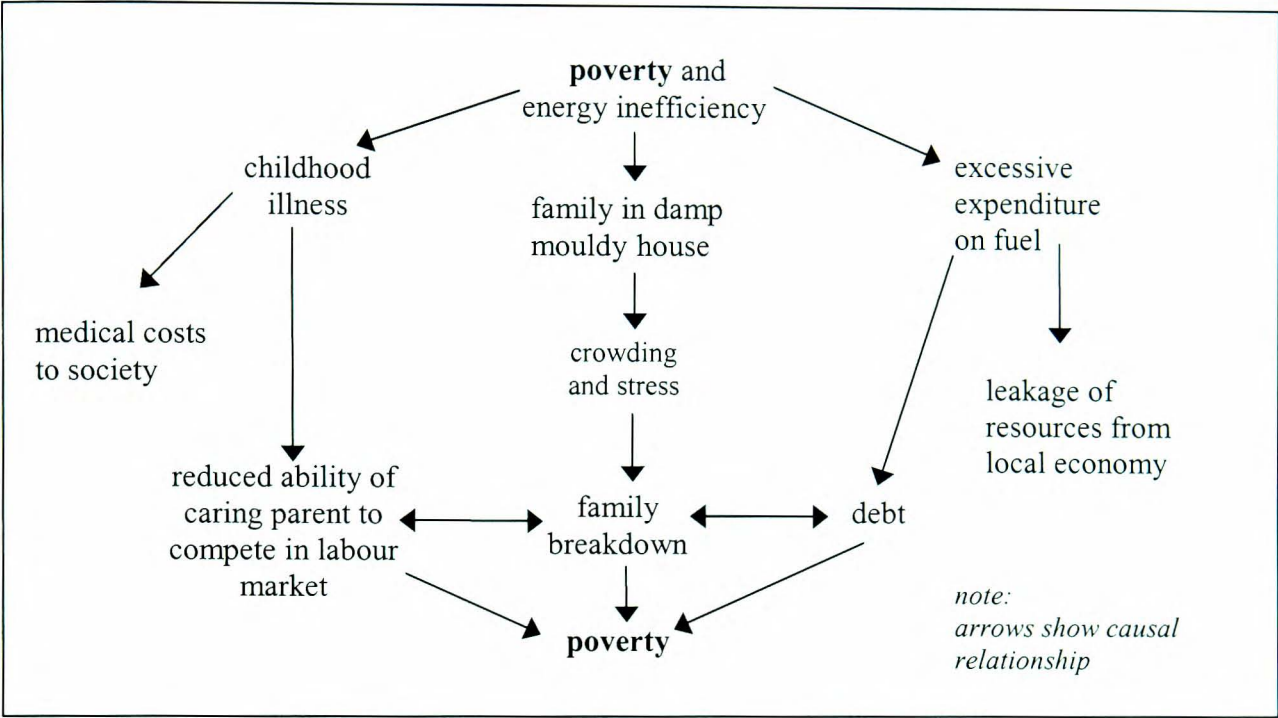 poverty and
energy inefficiency
childhood
illness
family in damp
mouldy house
excessive
expenditure
on fuel
medical costs
to society
crowding
and stress
leakage of
resources from
local economy
reduced ability of
caring parent to
compete in labour
market
family
breakdown
debt
poverty
note:
arrows show causal
relationship